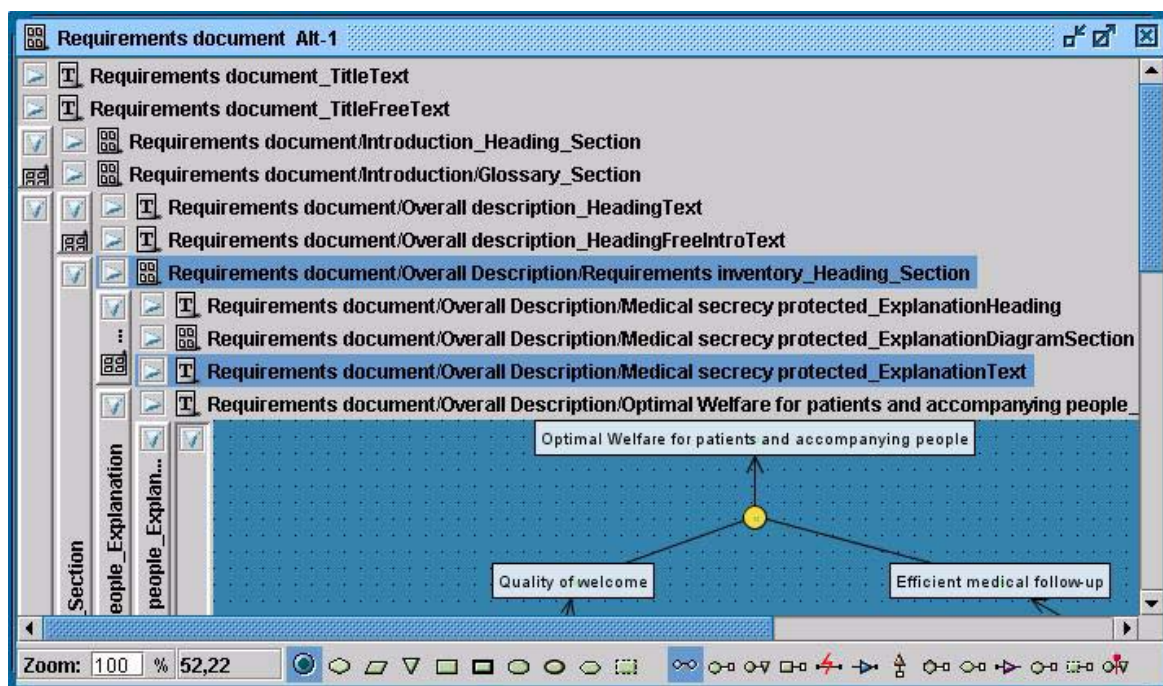 Requirements document Alt-1
T Requirements document_TitleText
T Requirements document_TitleFreeText
Requirements document/Introduction_Heading_Section
Requirements document/Introduction/Glossary_Section
T Requirements document/Overall description_HeadingText
T Requirements document/Overall description_HeadingFreeIntroText
Requirements document/Overall Description/Requirements inventory_Heading_Section
T Requirements document/Overall Description/Medical secrecy protected_ExplanationHeading
Requirements document/Overall Description/Medical secrecy protected_ExplanationDiagramSection
T Requirements document/Overall Description/Medical secrecy protected_ExplanationText
T Requirements document/Overall Description/Optimal Welfare for patients and accompanying people_
_Section
eople_Explanation
people_Explan...
Optimal Welfare for patients and accompanying people
Quality of welcome
Efficient medical follow-up
Zoom: 100 % 52,22